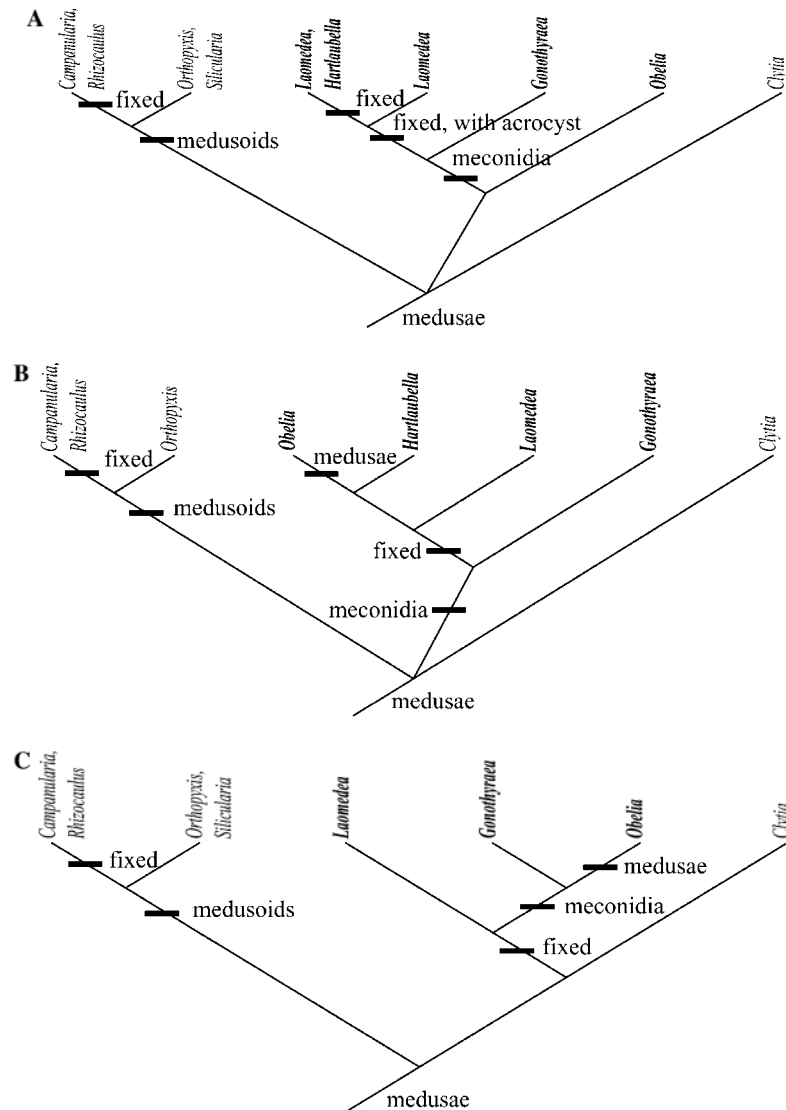 A
Campanularia,
Rhizocaulus
Orthopyxis,
Silicularia
Laomedea,
Hartlaubella
Laomedea
Gonothyraea
Obelia
Clytia
fixed
medusoids
fixed
fixed, with acrocyst
meconidia
medusae
B
Campanularia,
Rhizocaulus
Orthopyxis
Obelia
Hartlaubella
Laomedea
Gonothyraea
Clytia
fixed
medusae
medusoids
fixed
meconidia
medusae
C
Campanularia,
Rhizocaulus
Orthopyxis,
Silicularia
Laomedea
Gonothyraea
Obelia
Clytia
fixed
medusae
medusoids
meconidia
fixed
medusae